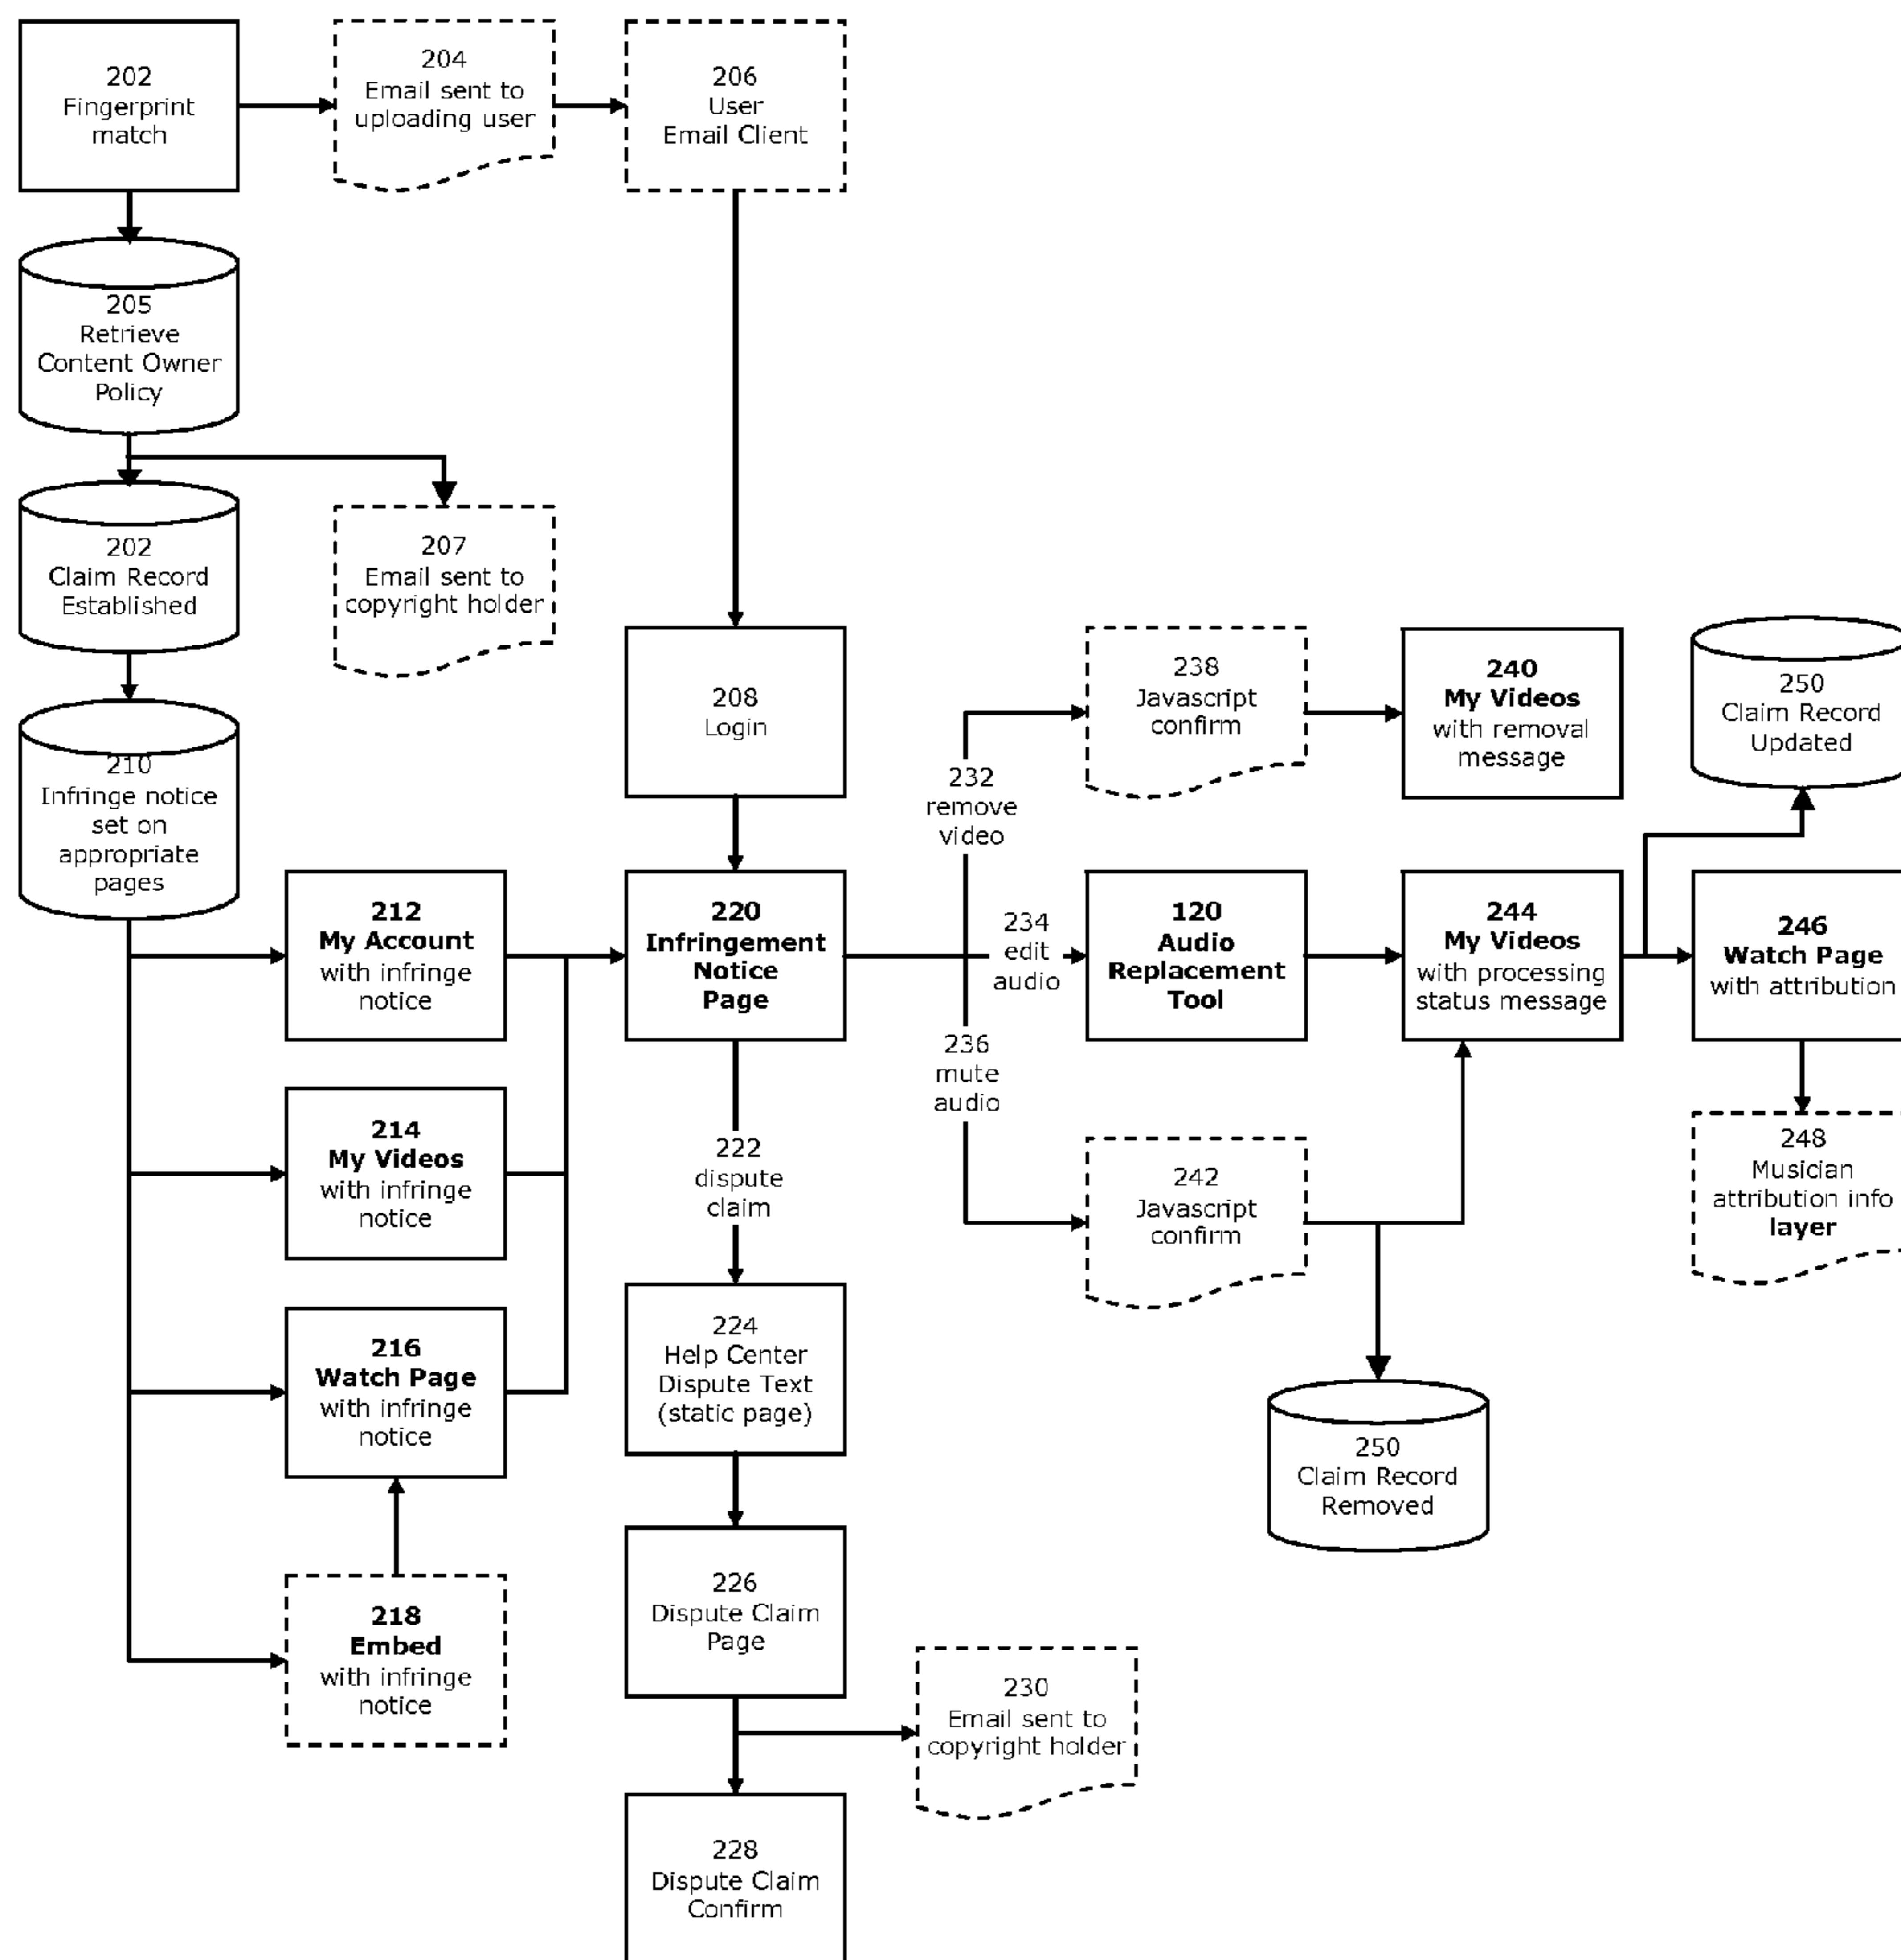 202
Fingerprint
match
204
Email sent to
uploading user
206
User
Email Client
205
Retrieve
Content Owner
Policy
202
Claim Record
Established
207
Email sent to
copyright holder
210
Infringe notice
set on
appropriate
pages
208
Login
232
remove
video
238
Javascript
confirm
240
My Videos
with removal
message
250
Claim Record
Updated
212
My Account
with infringe
notice
220
Infringement
Notice
Page
234
edit
audio
120
Audio
Replacement
Tool
244
My Videos
with processing
status message
246
Watch Page
with attribution
236
mute
audio
214
My Videos
with infringe
notice
222
dispute
claim
242
Javascript
confirm
248
Musician
attribution info
layer
216
Watch Page
with infringe
notice
224
Help Center
Dispute Text
(static page)
250
Claim Record
Removed
218
Embed
with infringe
notice
226
Dispute Claim
Page
230
Email sent to
copyright holder
228
Dispute Claim
Confirm